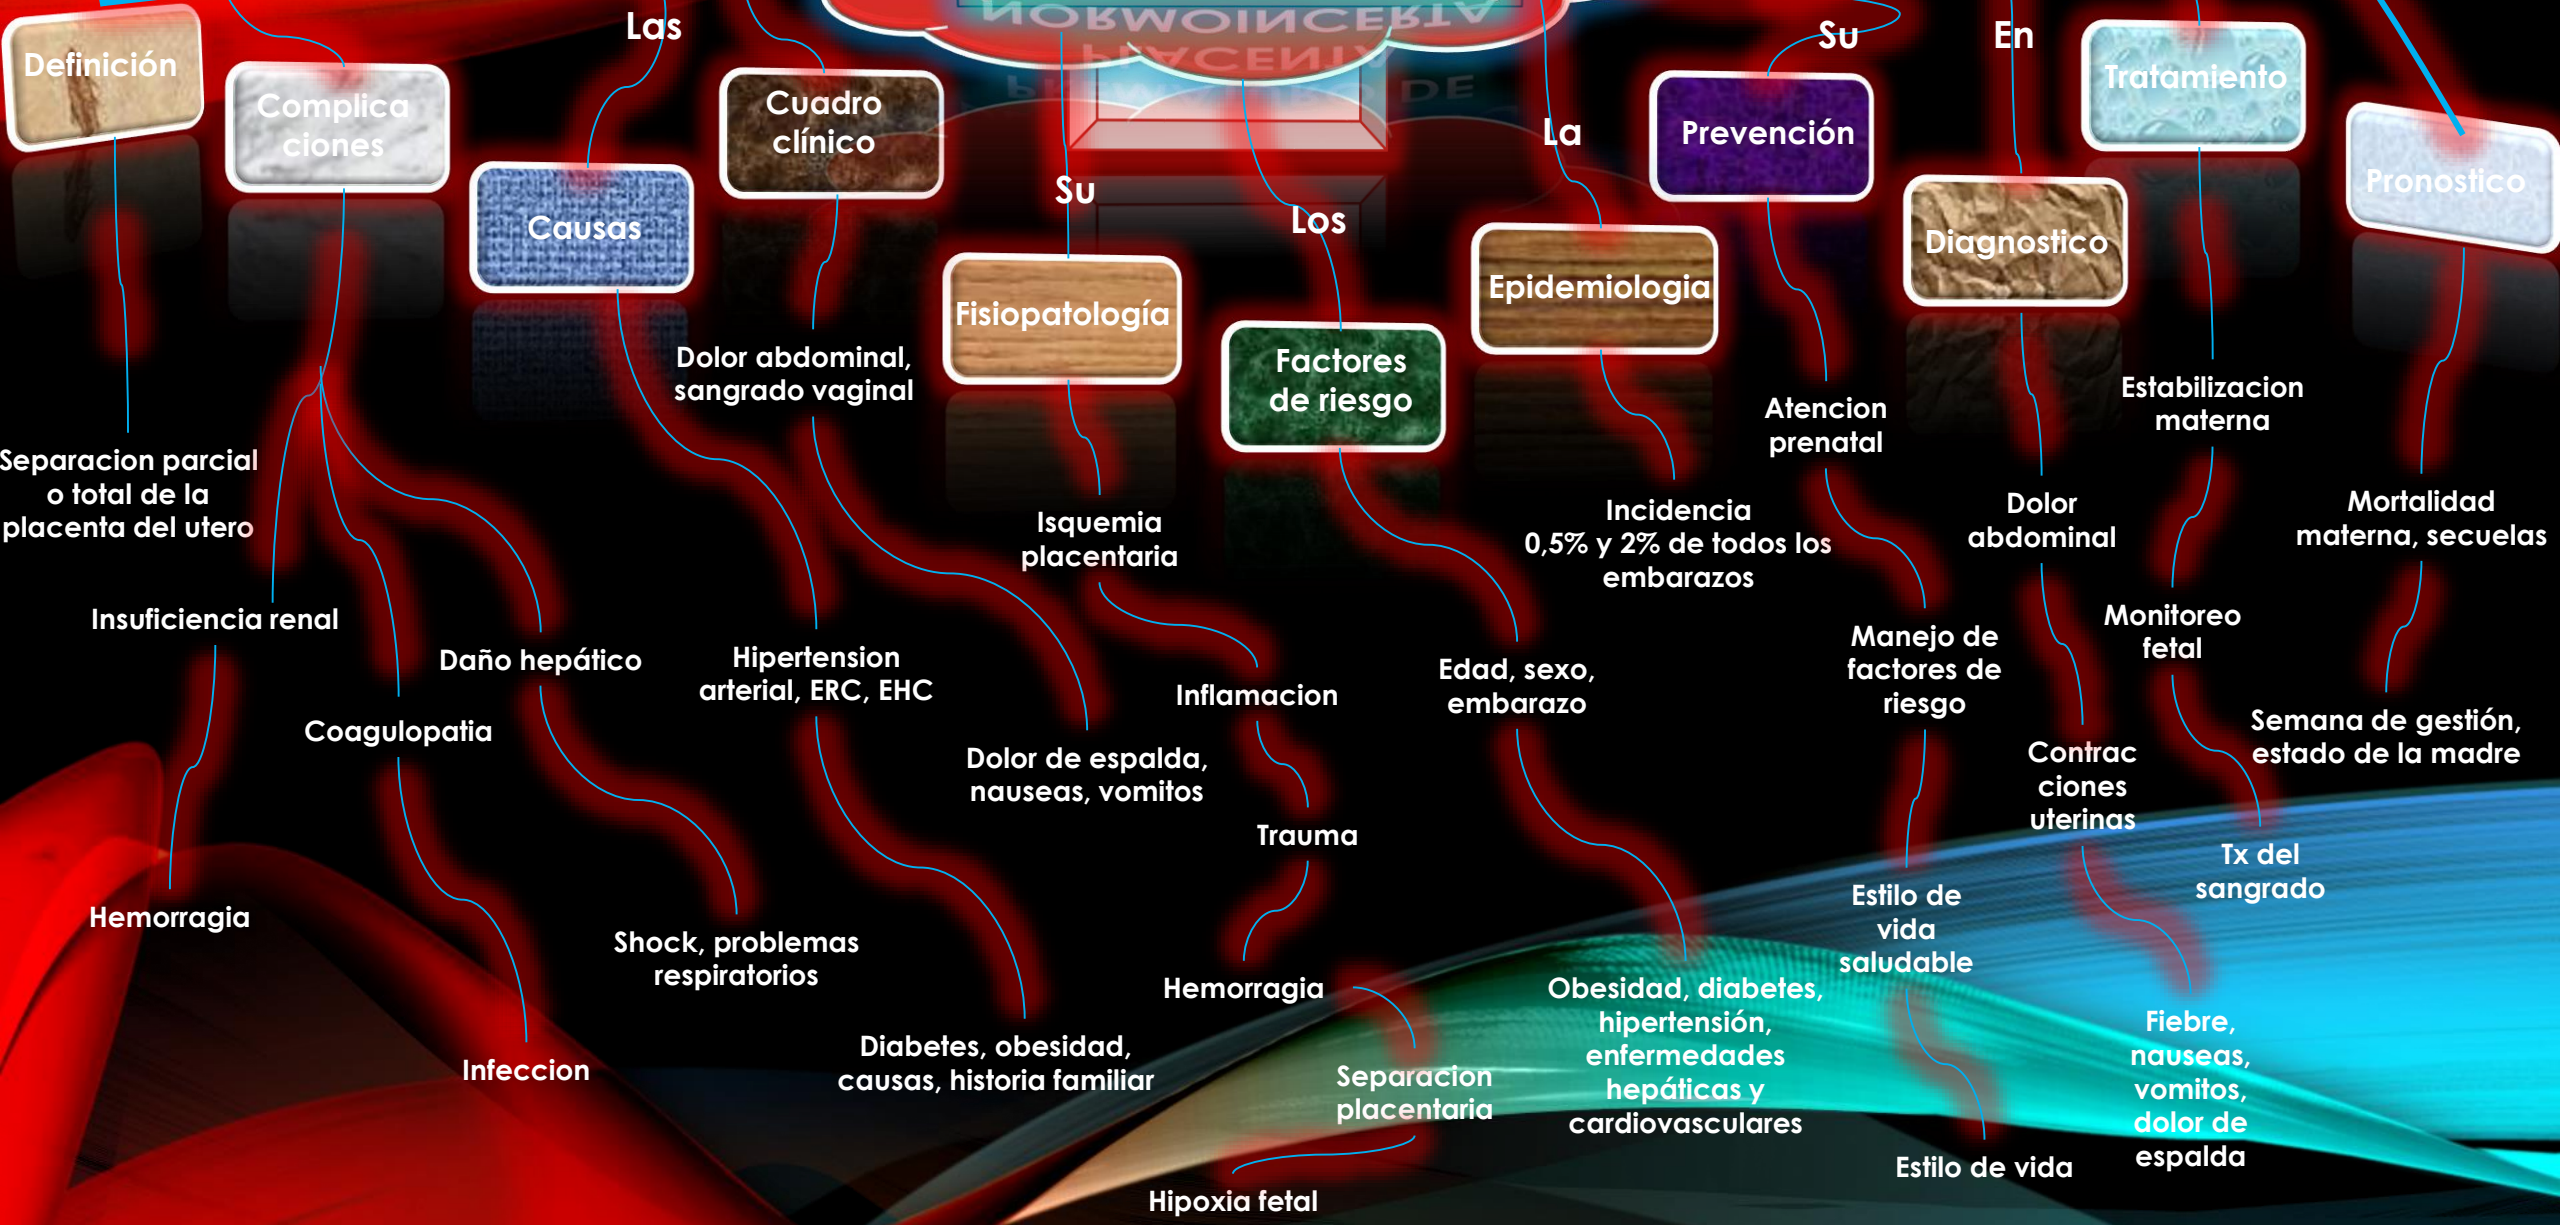 NORMOINCERTA
PLACENTA
Las
Su
En
Definición
Complica
ciones
Cuadro
clínico
Tratamiento
La
Prevención
Pronostico
Su
Los
Causas
Diagnostico
Epidemiologia
Fisiopatología
Factores
de riesgo
Dolor abdominal,
sangrado vaginal
Atencion
prenatal
Estabilizacion
materna
Separacion parcial
o total de la
placenta del utero
Isquemia
placentaria
Incidencia
0,5% y 2% de todos los
embarazos
Dolor
abdominal
Mortalidad
materna, secuelas
Insuficiencia renal
Daño hepático
Hipertension
arterial, ERC, EHC
Inflamacion
Edad, sexo,
embarazo
Manejo de
factores de
riesgo
Monitoreo
fetal
Coagulopatia
Dolor de espalda,
nauseas, vomitos
Contrac
ciones
uterinas
Semana de gestión,
estado de la madre
Trauma
Tx del
sangrado
Hemorragia
Shock, problemas
respiratorios
Hemorragia
Estilo de
vida
saludable
Obesidad, diabetes,
hipertensión,
enfermedades
hepáticas y
cardiovasculares
Fiebre,
nauseas,
vomitos,
dolor de
espalda
Infeccion
Diabetes, obesidad,
causas, historia familiar
Separacion
placentaria
Estilo de vida
Hipoxia fetal